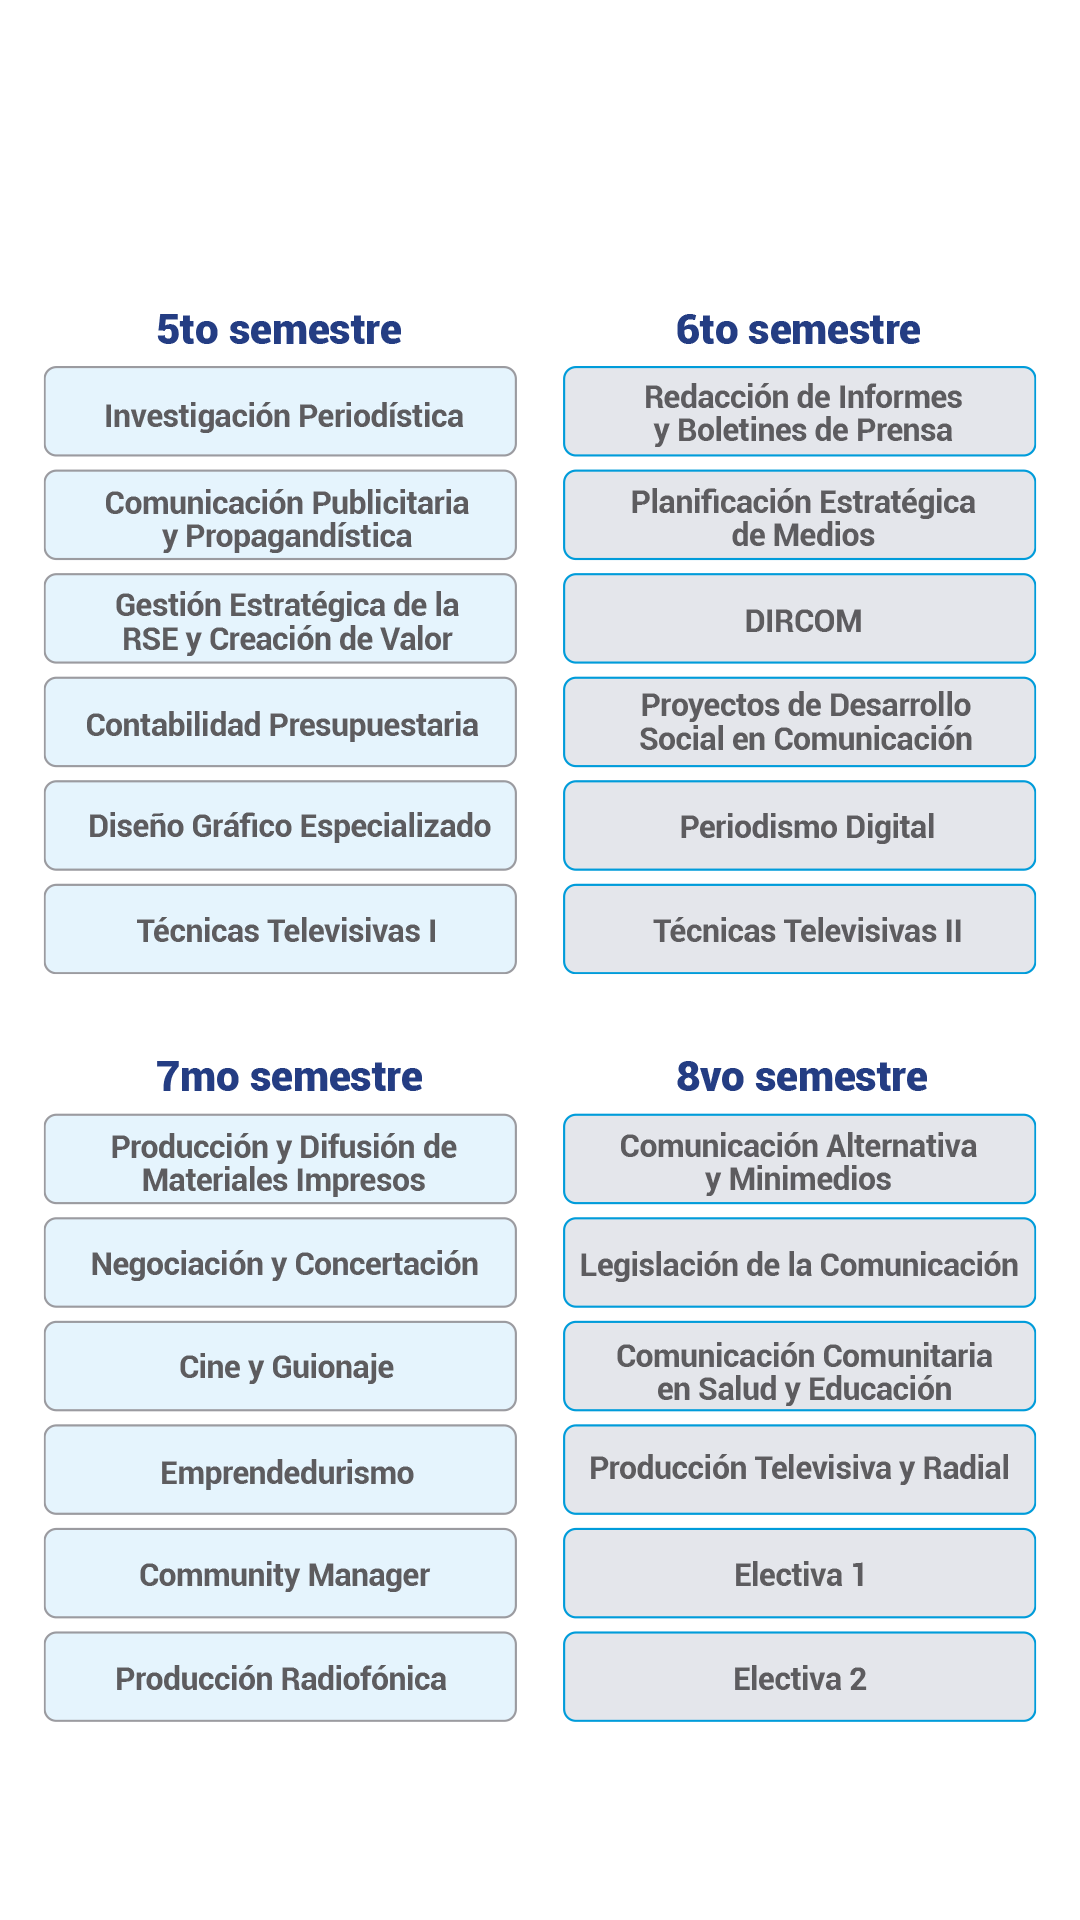 5to semestre
Investigación Periodística
Comunicación Publicitaria
y Propagandística
Gestión Estratégica de la
RSE y Creación de Valor
Contabilidad Presupuestaria
Diseño Gráfico Especializado
Técnicas Televisivas I
6to semestre
Redacción de Informes
y Boletines de Prensa
Planificación Estratégica
de Medios
DIRCOM
Proyectos de Desarrollo
Social en Comunicación
Periodismo Digital
Técnicas Televisivas II
7mo semestre
Producción y Difusión de
Materiales Impresos
Negociación y Concertación
Cine y Guionaje
Emprendedurismo
Community Manager
Producción Radiofónica
8vo semestre
Comunicación Alternativa
y Minimedios
Legislación de la Comunicación
Comunicación Comunitaria
en Salud y Educación
Producción Televisiva y Radial
Electiva 1
Electiva 2